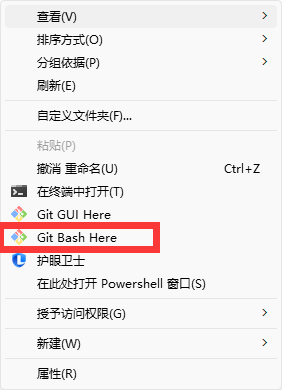 查看(V)
排序方式(O)
分组依据(P)
刷新(E)
自定义文件夹(F)...
粘贴(P)
撤消 重命名(U) Ctrl+Z
在终端中打开(T)
Git GUI Here
Git Bash Here
护眼卫士
在此处打开 Powershell 窗口(S)
授予访问权限(G)
新建(W)
属性(R)